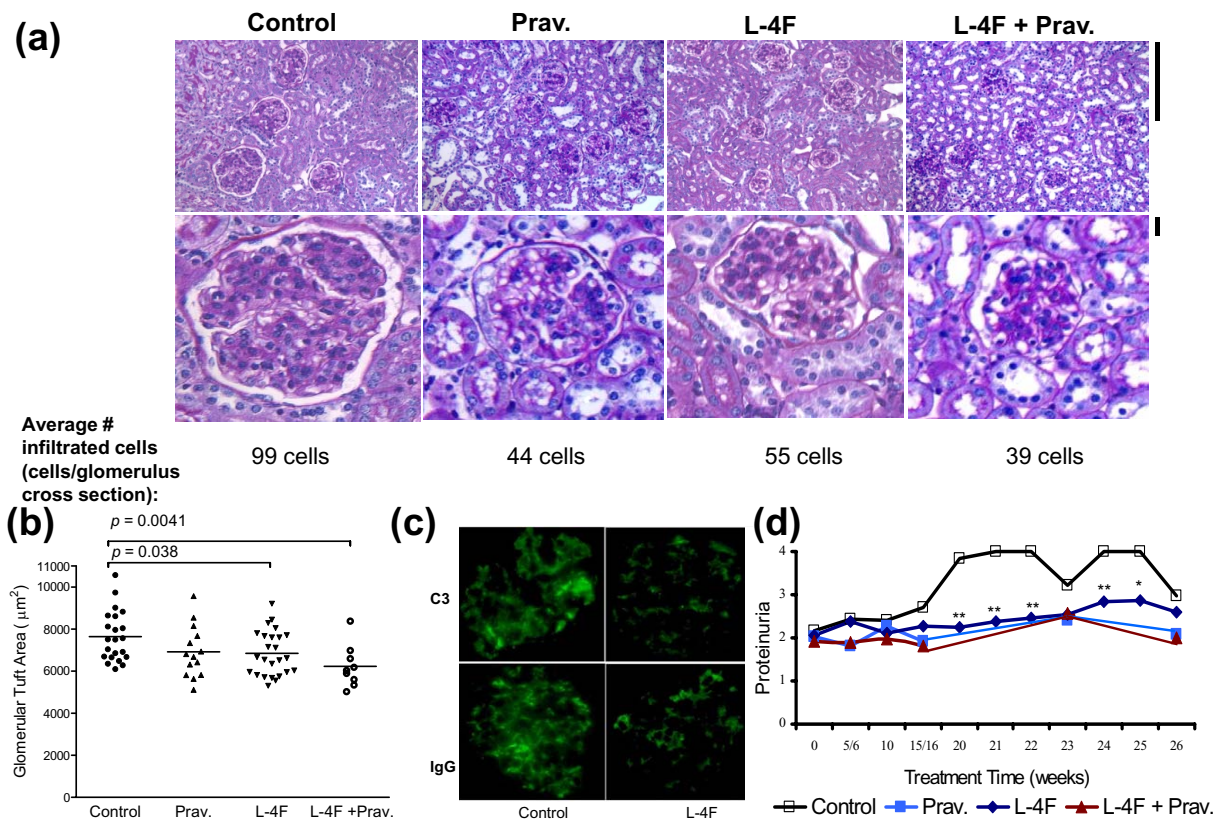 (a)
Control Prav. L-4F L-4F + Prav.
Average #
infiltrated cells
(cells/glomerulus
cross section):
99 cells 44 cells 55 cells 39 cells
(b)
p = 0.0041
p = 0.038
Glomerular Tuft Area ( μm²)
11000
10000
8000
6000
4000
2000
0
Control Prav. L-4F L-4F +Prav.
(c)
C3
IgG
Control L-4F
(d)
Proteinuria
4
3
2
1
0
** ** ** ** *
0 5/6 10 15/16 20 21 22 23 24 25 26
Treatment Time (weeks)
Control Prav. L-4F L-4F + Prav.